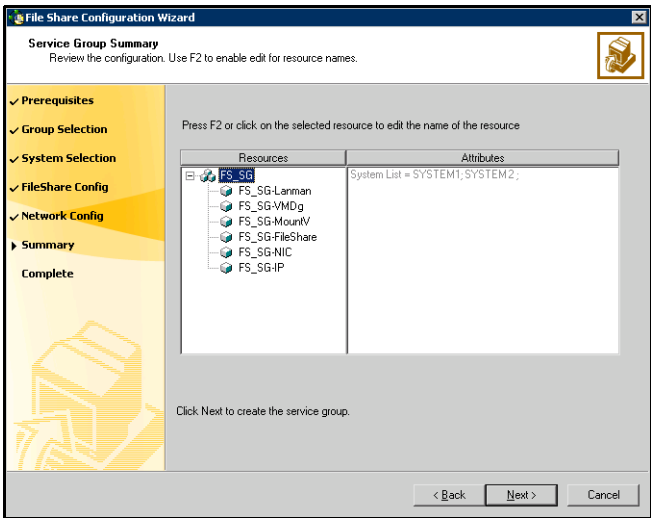 File Share Configuration Wizard
Service Group Summary
Review the configuration. Use F2 to enable edit for resource names.
Prerequisites
Group Selection
System Selection
FileShare Config
Network Config
Summary
Complete
Press F2 or click on the selected resource to edit the name of the resource
Resources
Attributes
FS_SG
System List = SYSTEM1; SYSTEM2 ;
FS_SG-Lanman
FS_SG-VMDg
FS_SG-MountV
FS_SG-FileShare
FS_SG-NIC
FS_SG-IP
Click Next to create the service group.
< Back
Next >
Cancel